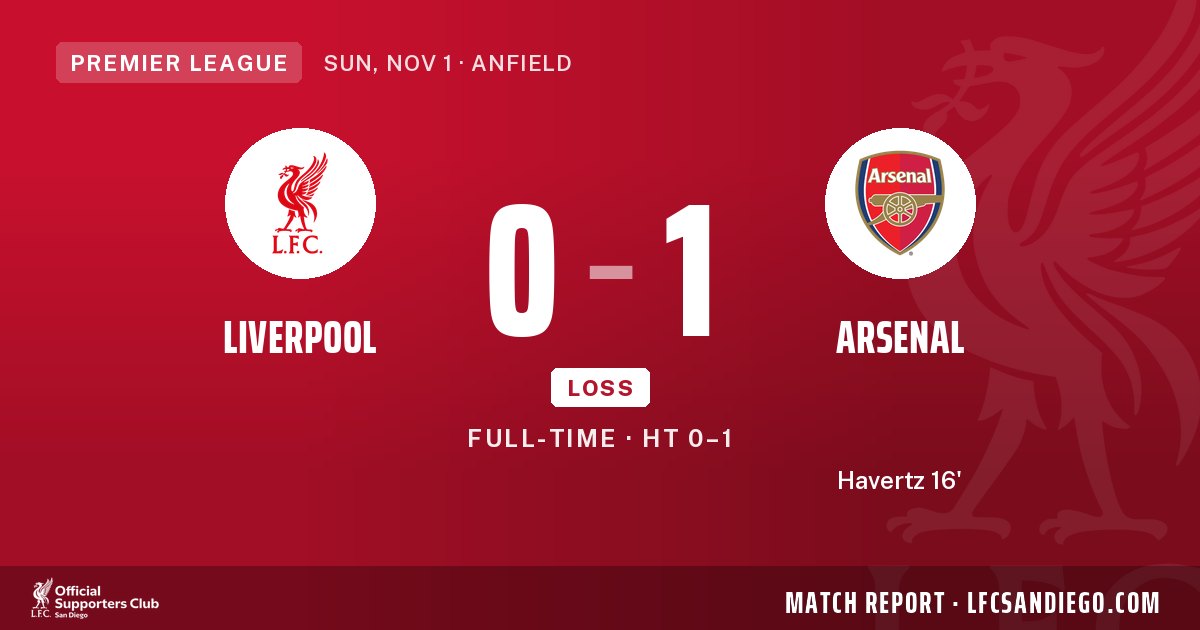 PREMIER LEAGUE SUN, NOV 1 · ANFIELD
L.F.C.
Arsenal
0 – 1
LIVERPOOL
ARSENAL
LOSS
FULL-TIME · HT 0–1
Havertz 16'
L.F.C.
Official
Supporters Club
San Diego
MATCH REPORT · LFCSANDIEGO.COM